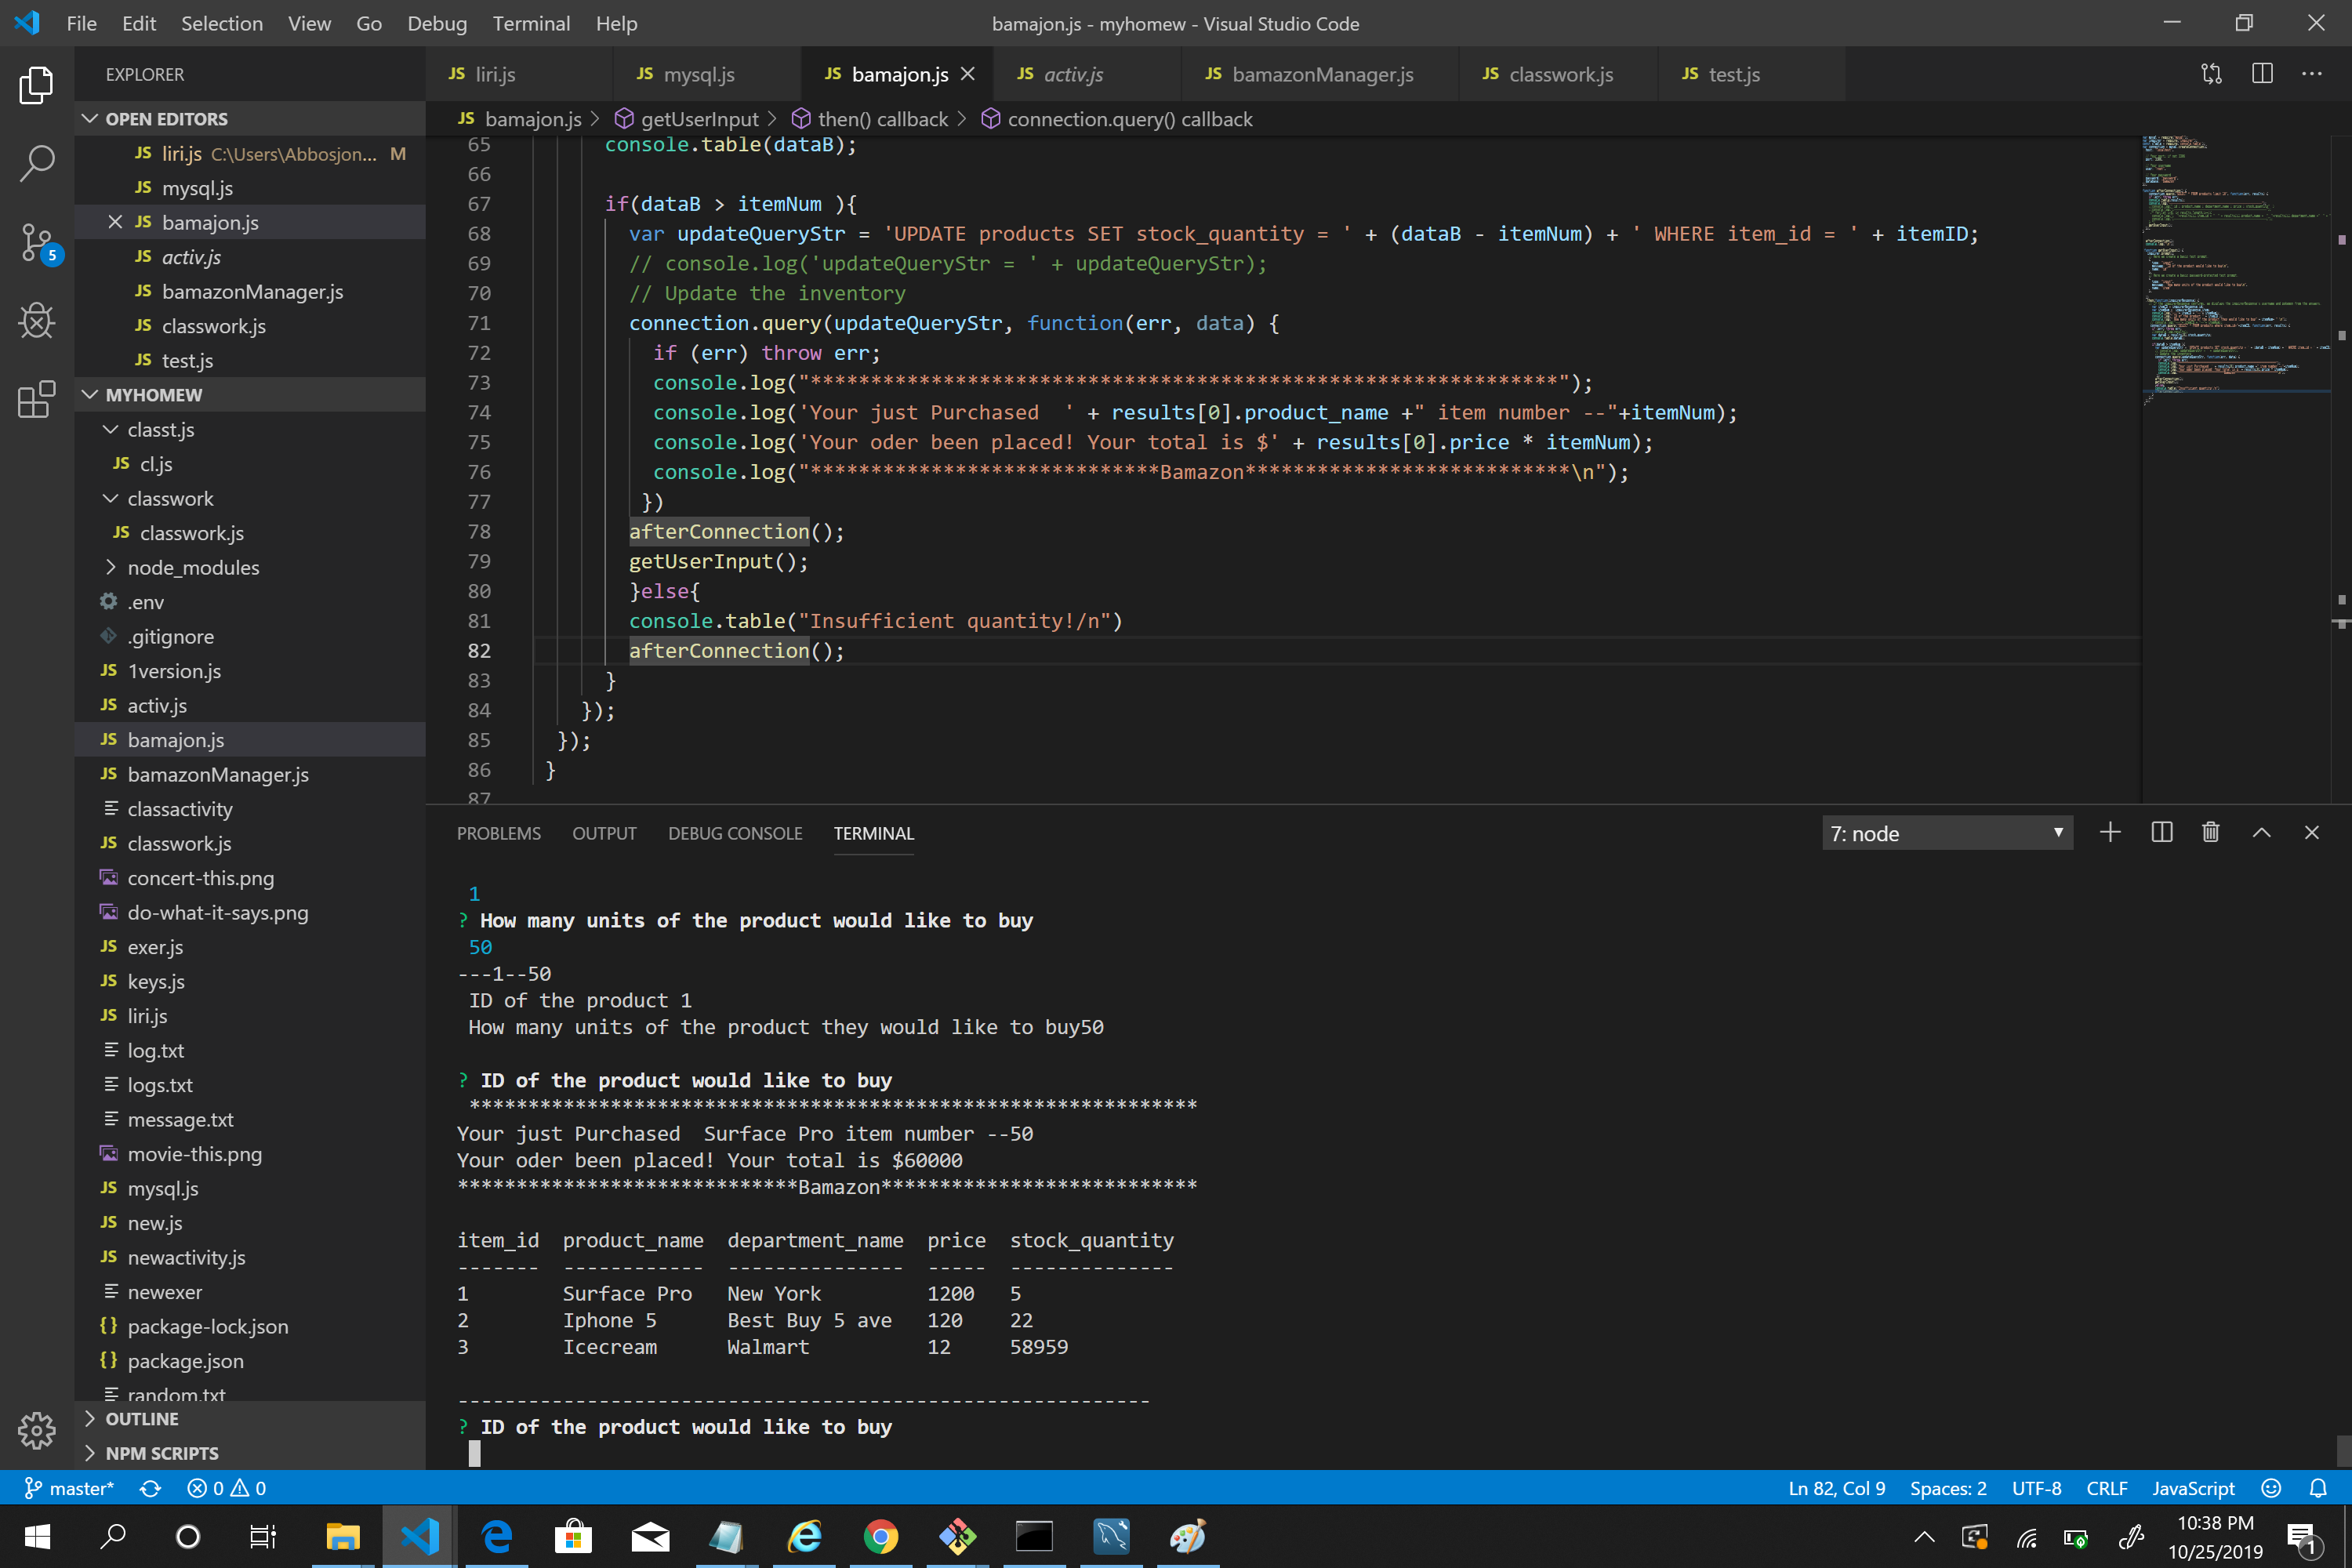 File Edit Selection View Go Debug Terminal Help
bamajon.js - myhomew - Visual Studio Code
EXPLORER
OPEN EDITORS
JS liri.js C:\Users\Abbosjon... M
JS mysql.js
JS bamajon.js
JS activ.js
JS bamazonManager.js
JS classwork.js
JS test.js
5
MYHOMEW
classt.js
JS cl.js
classwork
JS classwork.js
node_modules
.env
.gitignore
JS 1version.js
JS activ.js
JS bamajon.js
JS bamazonManager.js
classactivity
JS classwork.js
concert-this.png
do-what-it-says.png
JS exer.js
JS keys.js
JS liri.js
log.txt
logs.txt
message.txt
movie-this.png
JS mysql.js
JS new.js
JS newactivity.js
newexer
{} package-lock.json
{} package.json
random.txt
OUTLINE
NPM SCRIPTS
JS liri.js JS mysql.js JS bamajon.js JS activ.js JS bamazonManager.js JS classwork.js JS test.js
JS bamajon.js > getUserInput > then() callback > connection.query() callback
65 console.table(dataB);
66
67 if(dataB > itemNum ){
68 var updateQueryStr = 'UPDATE products SET stock_quantity = ' + (dataB - itemNum) + ' WHERE item_id = ' + itemID;
69 // console.log('updateQueryStr = ' + updateQueryStr);
70 // Update the inventory
71 connection.query(updateQueryStr, function(err, data) {
72 if (err) throw err;
73 console.log("**************************************************************");
74 console.log('Your just Purchased  ' + results[0].product_name +" item number --"+itemNum);
75 console.log('Your oder been placed! Your total is $' + results[0].price * itemNum);
76 console.log("*****************************Bamazon***************************\n");
77 })
78 afterConnection();
79 getUserInput();
80 }else{
81 console.table("Insufficient quantity!/n")
82 afterConnection();
83 }
84 });
85 });
86 }
87
PROBLEMS OUTPUT DEBUG CONSOLE TERMINAL
7: node
1
? How many units of the product would like to buy
50
---1--50
ID of the product 1
How many units of the product they would like to buy50
? ID of the product would like to buy
**************************************************************
Your just Purchased  Surface Pro item number --50
Your oder been placed! Your total is $60000
*****************************Bamazon***************************
item_id  product_name  department_name  price  stock_quantity
-------  ------------  ---------------  -----  --------------
1        Surface Pro   New York         1200   5
2        Iphone 5      Best Buy 5 ave   120    22
3        Icecream      Walmart          12     58959
-----------------------------------------------------------
? ID of the product would like to buy
master* 0 0
Ln 82, Col 9 Spaces: 2 UTF-8 CRLF JavaScript
10:38 PM
10/25/2019
1